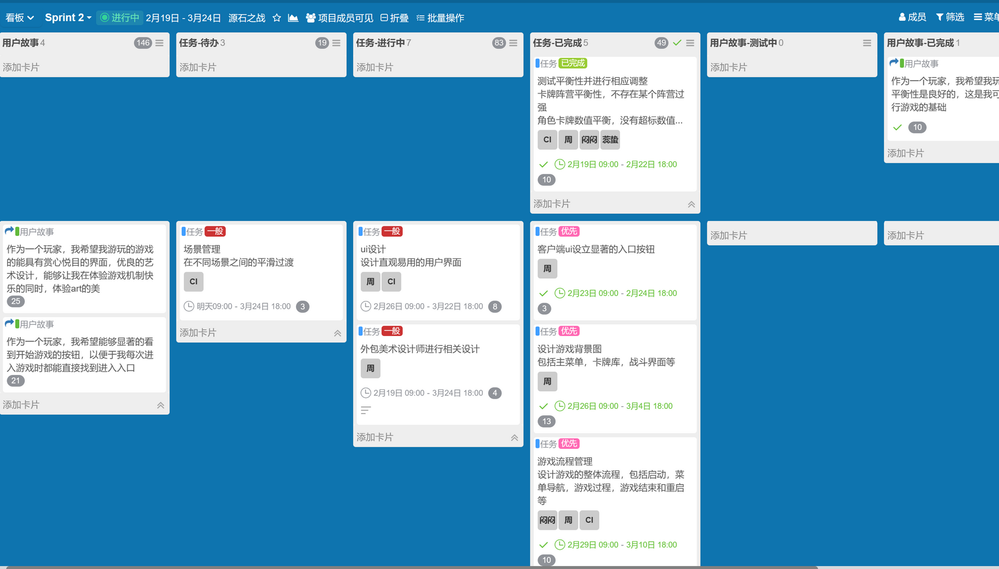 看板 Sprint 2 进行中 2月19日 - 3月24日 源石之战 项目成员可见 折叠 批量操作 成员 筛选
用户故事 4 146
添加卡片
任务-待办 3 19
添加卡片
任务-进行中 7 83
添加卡片
任务-已完成 5 49
任务 已完成
测试平衡性并进行相应调整
卡牌阵营平衡性，不存在某个阵营过
强
角色卡牌数值平衡，没有超标数值...
CI 周 闷闷 蕊蛰
2月19日 09:00 - 2月22日 18:00
10
添加卡片
用户故事-测试中 0
添加卡片
用户故事-已完成 1
用户故事
作为一个玩家，我希望我
平衡性是良好的，这是我
行游戏的基础
10
添加卡片
用户故事
作为一个玩家，我希望我游玩的游戏
的能具有赏心悦目的界面，优良的艺
术设计，能够让我在体验游戏机制快
乐的同时，体验art的美
25
用户故事
作为一个玩家，我希望能够显著的看
到开始游戏的按钮，以便于我每次进
入游戏时都能直接找到进入入口
21
添加卡片
任务 一般
场景管理
在不同场景之间的平滑过渡
CI
明天09:00 - 3月24日 18:00 3
添加卡片
任务 一般
ui设计
设计直观易用的用户界面
周 CI
2月26日 09:00 - 3月22日 18:00 8
任务 一般
外包美术设计师进行相关设计
周
2月19日 09:00 - 3月24日 18:00 4
添加卡片
任务 优先
客户端ui设立显著的入口按钮
周
2月23日 09:00 - 2月24日 18:00
3
任务 优先
设计游戏背景图
包括主菜单，卡牌库，战斗界面等
周
2月26日 09:00 - 3月4日 18:00
13
任务 优先
游戏流程管理
设计游戏的整体流程，包括启动，菜
单导航，游戏过程，游戏结束和重启
等
闷闷 周 CI
2月29日 09:00 - 3月10日 18:00
10
添加卡片
添加卡片